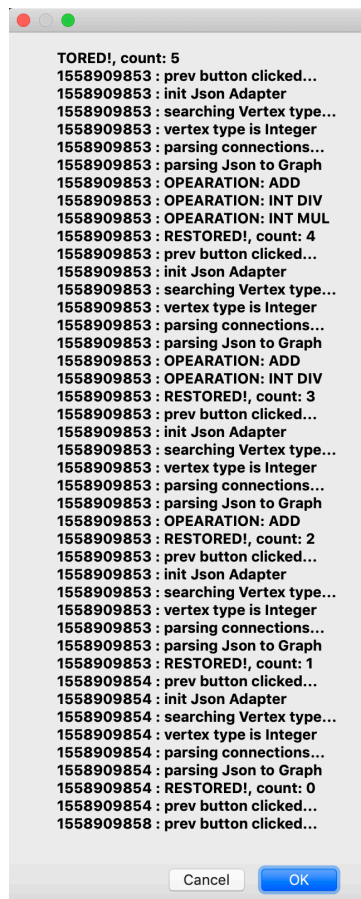 TORED!, count: 5
1558909853 : prev button clicked...
1558909853 : init Json Adapter
1558909853 : searching Vertex type...
1558909853 : vertex type is Integer
1558909853 : parsing connections...
1558909853 : parsing Json to Graph
1558909853 : OPEARATION: ADD
1558909853 : OPEARATION: INT DIV
1558909853 : OPEARATION: INT MUL
1558909853 : RESTORED!, count: 4
1558909853 : prev button clicked...
1558909853 : init Json Adapter
1558909853 : searching Vertex type...
1558909853 : vertex type is Integer
1558909853 : parsing connections...
1558909853 : parsing Json to Graph
1558909853 : OPEARATION: ADD
1558909853 : OPEARATION: INT DIV
1558909853 : RESTORED!, count: 3
1558909853 : prev button clicked...
1558909853 : init Json Adapter
1558909853 : searching Vertex type...
1558909853 : vertex type is Integer
1558909853 : parsing connections...
1558909853 : parsing Json to Graph
1558909853 : OPEARATION: ADD
1558909853 : RESTORED!, count: 2
1558909853 : prev button clicked...
1558909853 : init Json Adapter
1558909853 : searching Vertex type...
1558909853 : vertex type is Integer
1558909853 : parsing connections...
1558909853 : parsing Json to Graph
1558909853 : RESTORED!, count: 1
1558909854 : prev button clicked...
1558909854 : init Json Adapter
1558909854 : searching Vertex type...
1558909854 : vertex type is Integer
1558909854 : parsing connections...
1558909854 : parsing Json to Graph
1558909854 : RESTORED!, count: 0
1558909854 : prev button clicked...
1558909858 : prev button clicked...
Cancel OK